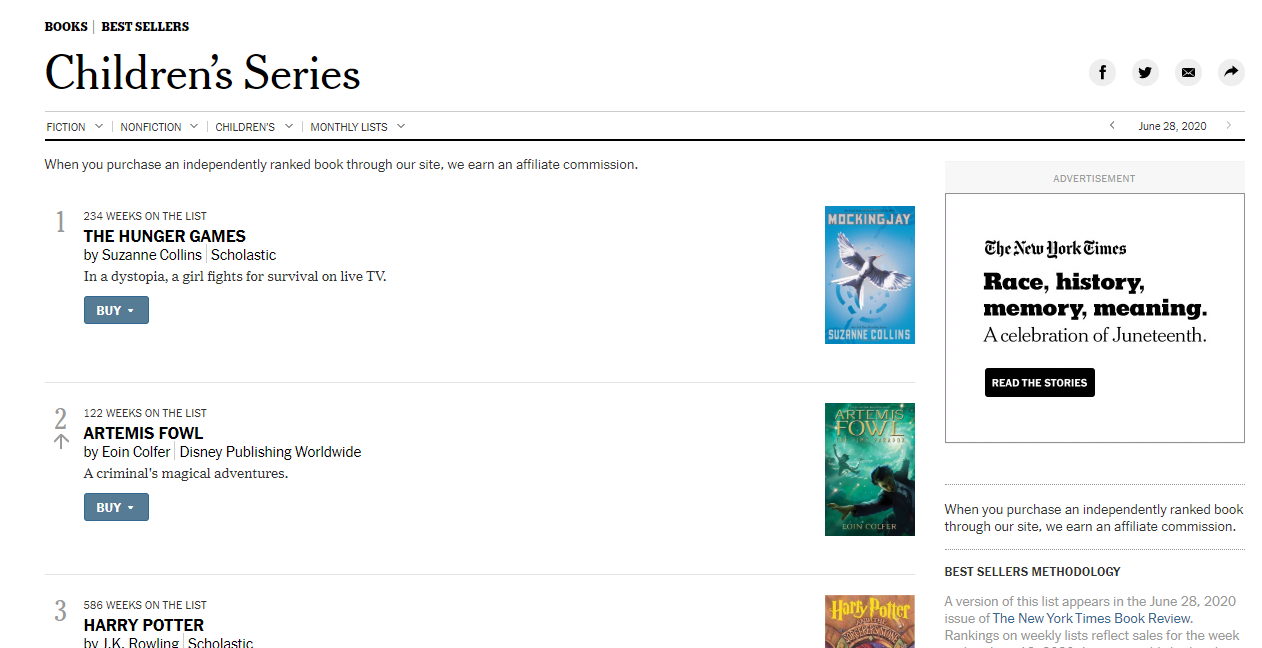 BOOKS | BEST SELLERS
Children's Series
FICTION | NONFICTION | CHILDREN'S | MONTHLY LISTS
June 28, 2020
When you purchase an independently ranked book through our site, we earn an affiliate commission.
1
234 WEEKS ON THE LIST
THE HUNGER GAMES
by Suzanne Collins | Scholastic
In a dystopia, a girl fights for survival on live TV.
BUY
MOCKINGJAY
SUZANNE COLLINS
2
122 WEEKS ON THE LIST
ARTEMIS FOWL
by Eoin Colfer | Disney Publishing Worldwide
A criminal's magical adventures.
BUY
ARTEMIS
FOWL
EOIN COLFER
3
586 WEEKS ON THE LIST
HARRY POTTER
by J.K. Rowling | Scholastic
Harry Potter
AND THE
SORCERER'S STONE
ADVERTISEMENT
The New York Times
Race, history,
memory, meaning.
A celebration of Juneteenth.
READ THE STORIES
When you purchase an independently ranked book
through our site, we earn an affiliate commission.
BEST SELLERS METHODOLOGY
A version of this list appears in the June 28, 2020
issue of The New York Times Book Review.
Rankings on weekly lists reflect sales for the week